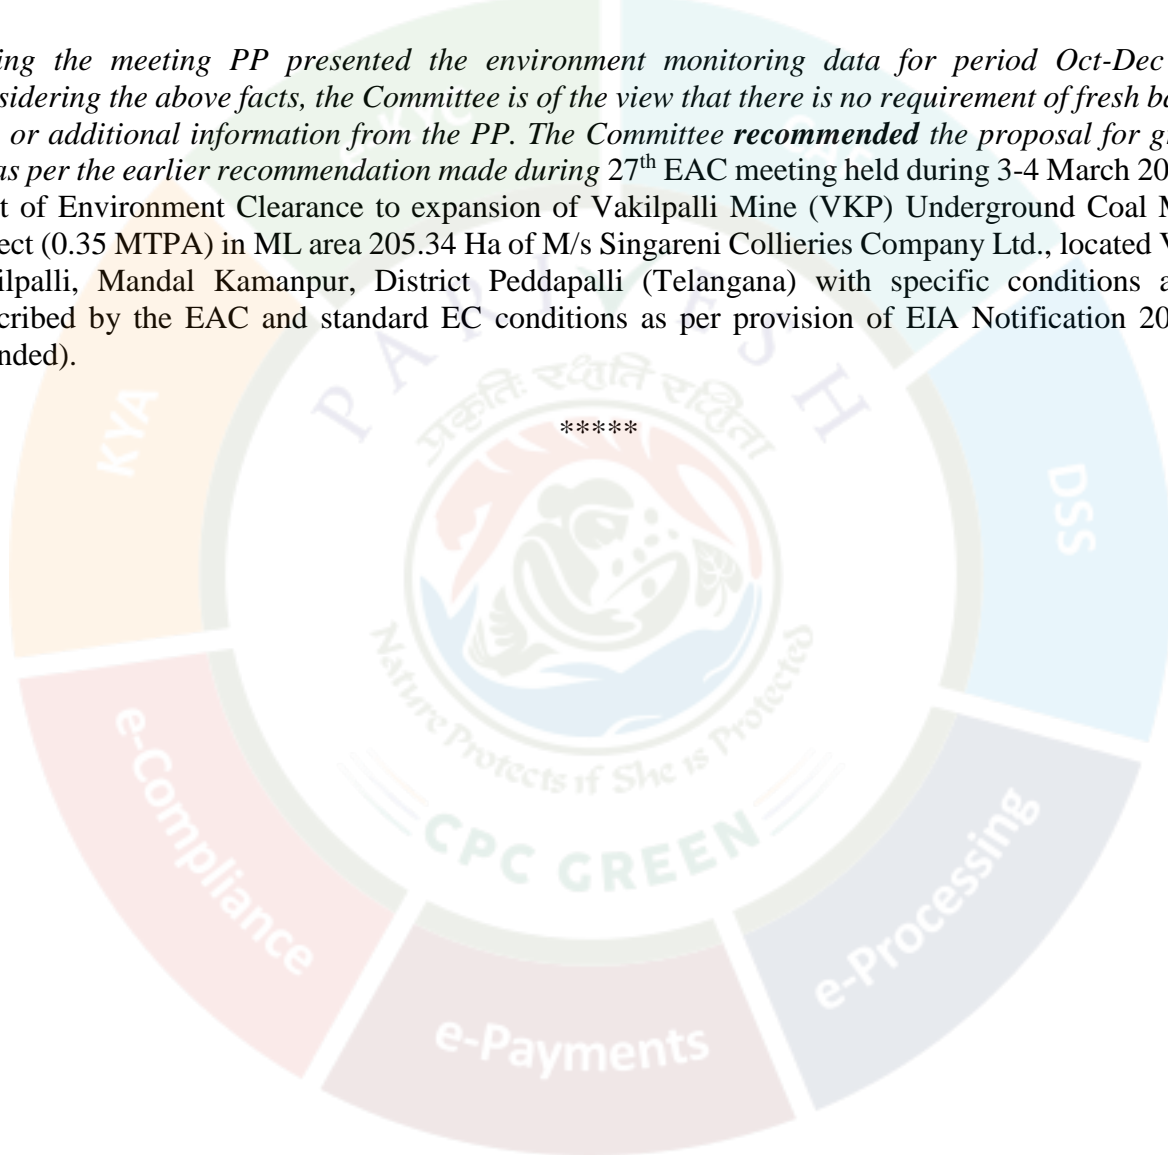 ing the meeting PP presented the environment monitoring data for period Oct-Dec
sidering the above facts, the Committee is of the view that there is no requirement of fresh ba
or additional information from the PP. The Committee recommended the proposal for g
as per the earlier recommendation made during 27th EAC meeting held during 3-4 March 20
t of Environment Clearance to expansion of Vakilpalli Mine (VKP) Underground Coal M
ect (0.35 MTPA) in ML area 205.34 Ha of M/s Singareni Collieries Company Ltd., located V
ilpalli, Mandal Kamanpur, District Peddapalli (Telangana) with specific conditions a
cribed by the EAC and standard EC conditions as per provision of EIA Notification 20
nded).
*****
PARIVESH
प्रकृतिः रक्षति रक्षिता
KYA
DSS
Nature Protects if She is Protected
CPC GREEN
e-Compliance
e-Processing
e-Payments